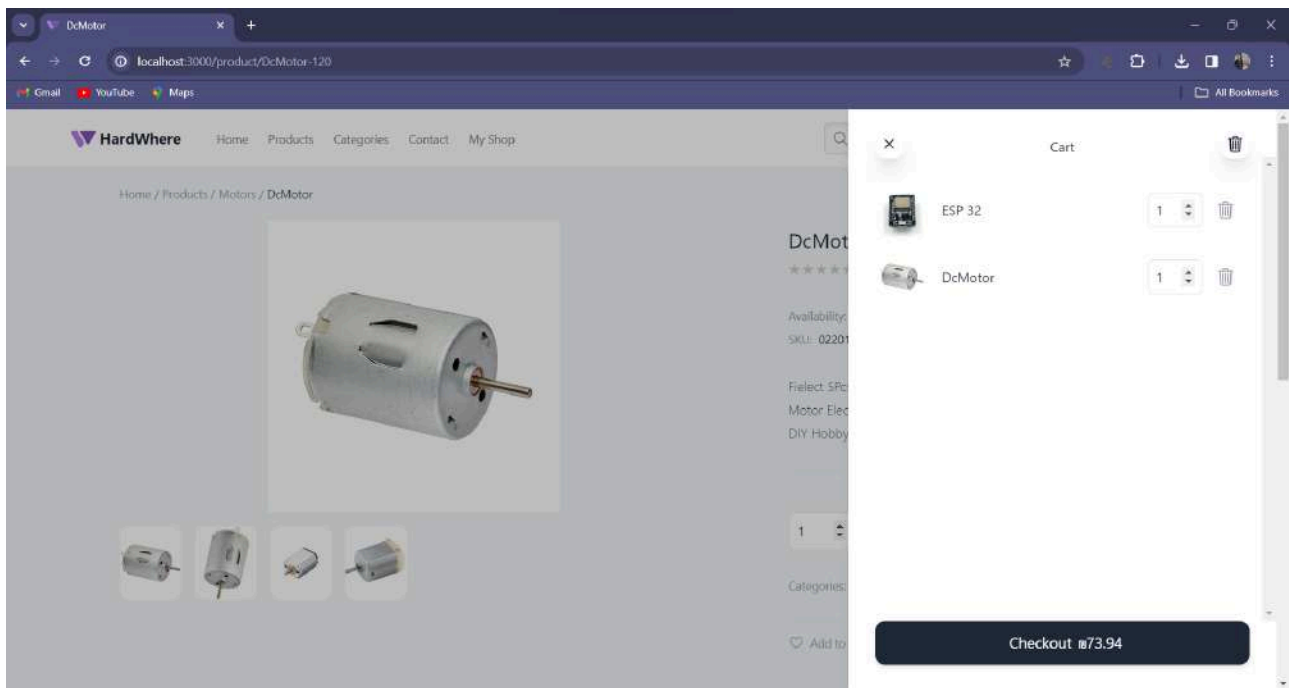 DcMotor
localhost:3000/product/DcMotor-120
Gmail YouTube Maps All Bookmarks
HardWhere Home Products Categories Contact My Shop
Home / Products / Motors / DcMotor
DcMot
Availability:
SKU: 02201
Motor Elec
DIY Hobby
1
Categories:
Add to
Cart
ESP 32 1
DcMotor 1
Checkout ₪73.94